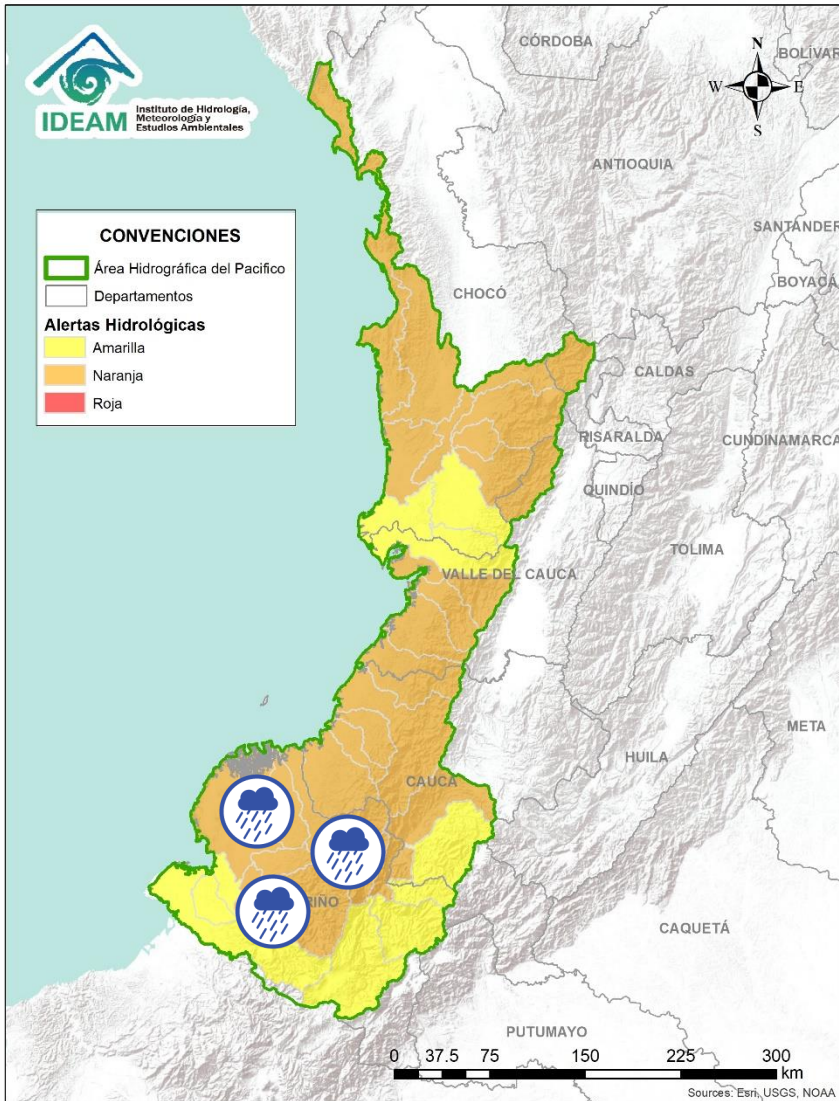 IDEAM
Instituto de Hidrología,
Meteorología y
Estudios Ambientales
CÓRDOBA
BOLÍVAR
N
W E
S
ANTIOQUIA
SANTANDER
BOYACÁ
CONVENCIONES
Área Hidrográfica del Pacifico
Departamentos
Alertas Hidrológicas
Amarilla
Naranja
Roja
CHOCÓ
CALDAS
RISARALDA
CUNDINAMARCA
QUINDÍO
TOLIMA
VALLE DEL CAUCA
META
HUILA
CAUCA
RIÑO
CAQUETÁ
PUTUMAYO
0 37.5 75 150 225 300
km
Sources: Esri, USGS, NOAA